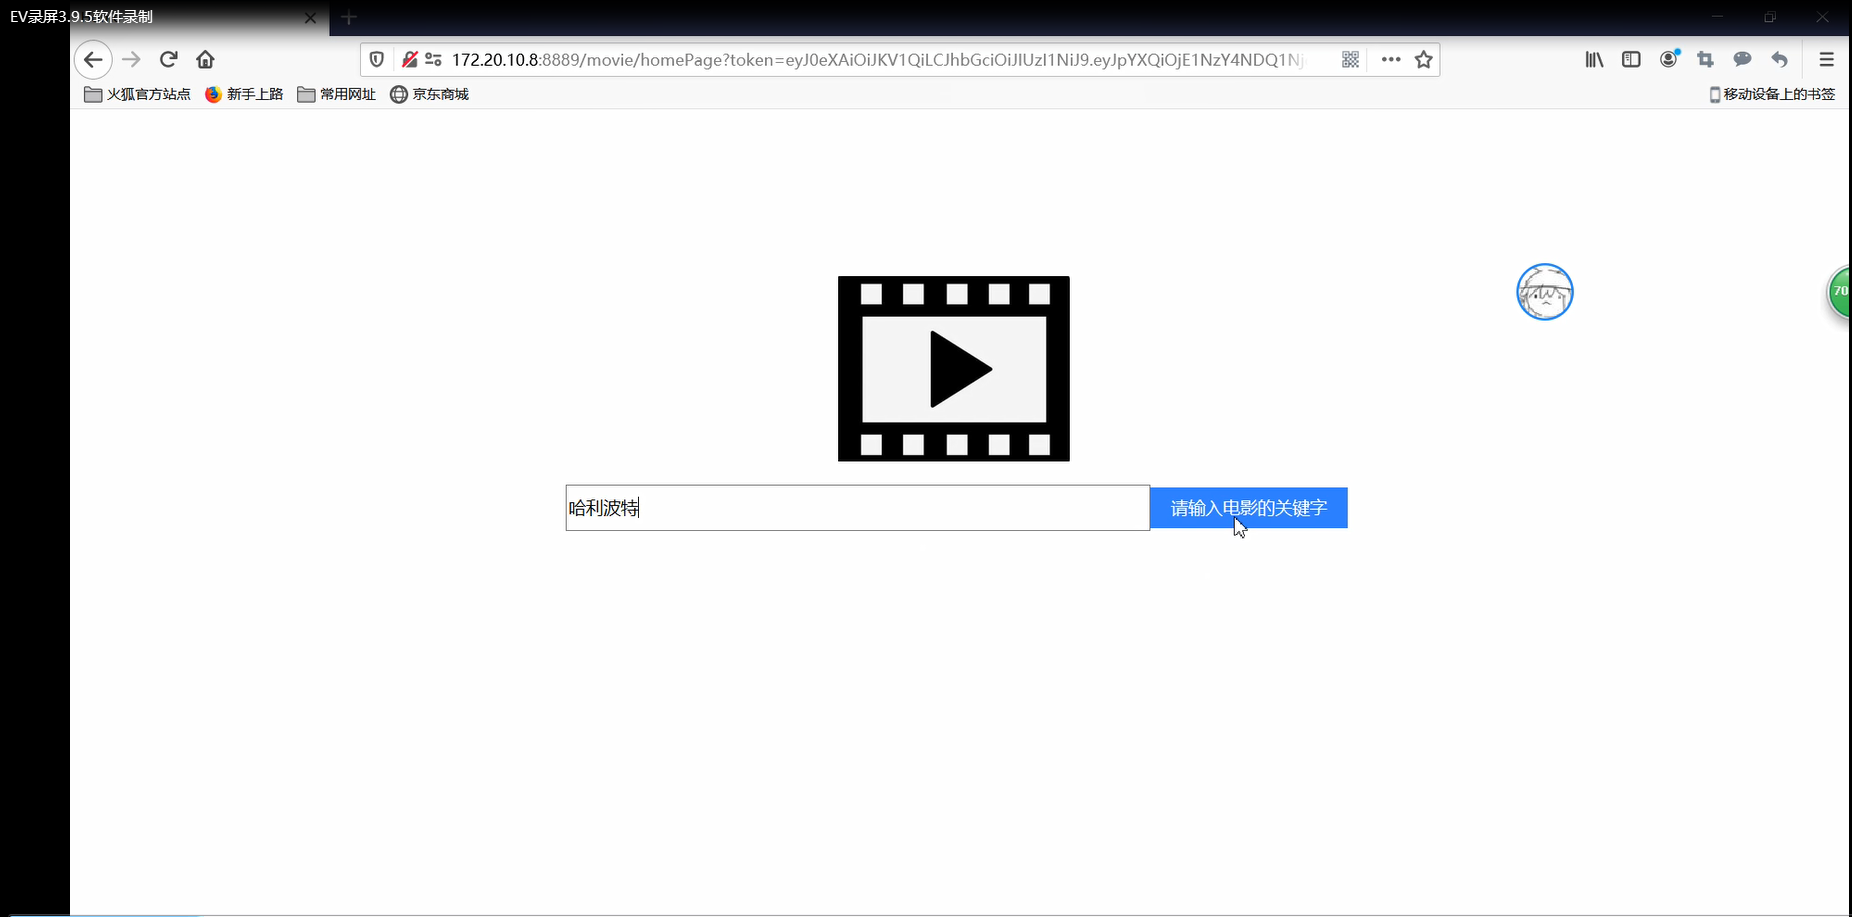 EV录屏3.9.5软件录制
172.20.10.8:8889/movie/homePage?token=eyJ0eXAiOiJKV1QiLCJhbGciOiJIUzI1NiJ9.eyJpYXQiOjE1NzY4NDQ1Nj
火狐官方站点 新手上路 常用网址 京东商城 移动设备上的书签
70
哈利波特 请输入电影的关键字